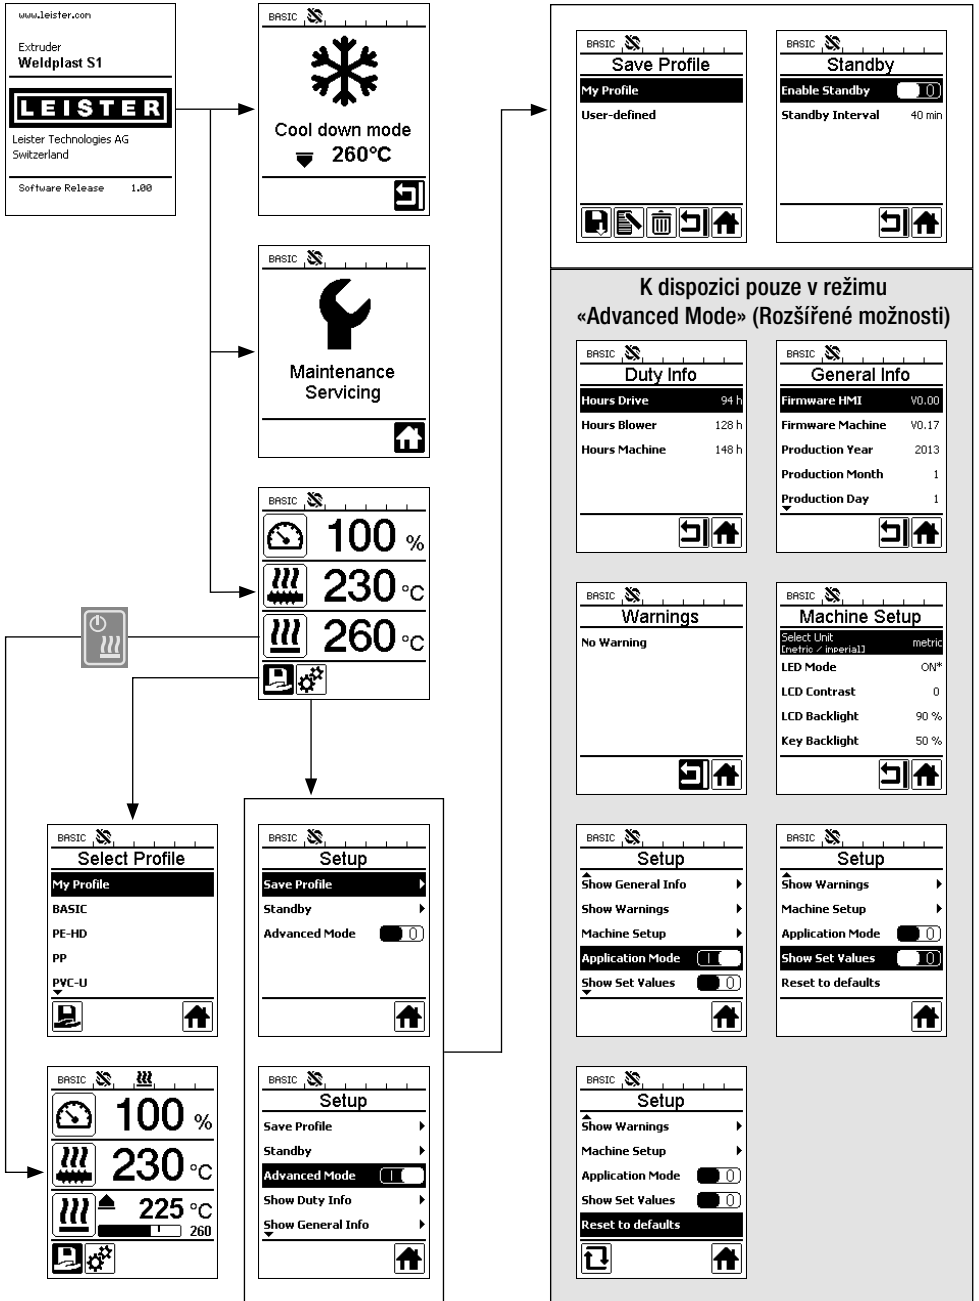 www.leister.com
Extruder
Weldplast S1
LEISTER
Leister Technologies AG
Switzerland
Software Release 1.00
BASIC
Cool down mode
260°C
BASIC
Maintenance
Servicing
BASIC
100 %
230 °C
260 °C
BASIC
Select Profile
My Profile
BASIC
PE-HD
PP
PVC-U
BASIC
100 %
230 °C
225 °C
260
BASIC
Setup
Save Profile
Standby
Advanced Mode 0
BASIC
Setup
Save Profile
Standby
Advanced Mode I
Show Duty Info
Show General Info
BASIC
Save Profile
My Profile
User-defined
BASIC
Standby
Enable Standby 0
Standby Interval 40 min
K dispozici pouze v režimu
«Advanced Mode» (Rozšířené možnosti)
BASIC
Duty Info
Hours Drive 94 h
Hours Blower 128 h
Hours Machine 148 h
BASIC
General Info
Firmware HMI V0.00
Firmware Machine V0.17
Production Year 2013
Production Month 1
Production Day 1
BASIC
Warnings
No Warning
BASIC
Machine Setup
Select Unit metric
[metric / imperial]
LED Mode ON*
LCD Contrast 0
LCD Backlight 90 %
Key Backlight 50 %
BASIC
Setup
Show General Info
Show Warnings
Machine Setup
Application Mode I
Show Set Values 0
BASIC
Setup
Show Warnings
Machine Setup
Application Mode 0
Show Set Values 0
Reset to defaults
BASIC
Setup
Show Warnings
Machine Setup
Application Mode 0
Show Set Values 0
Reset to defaults